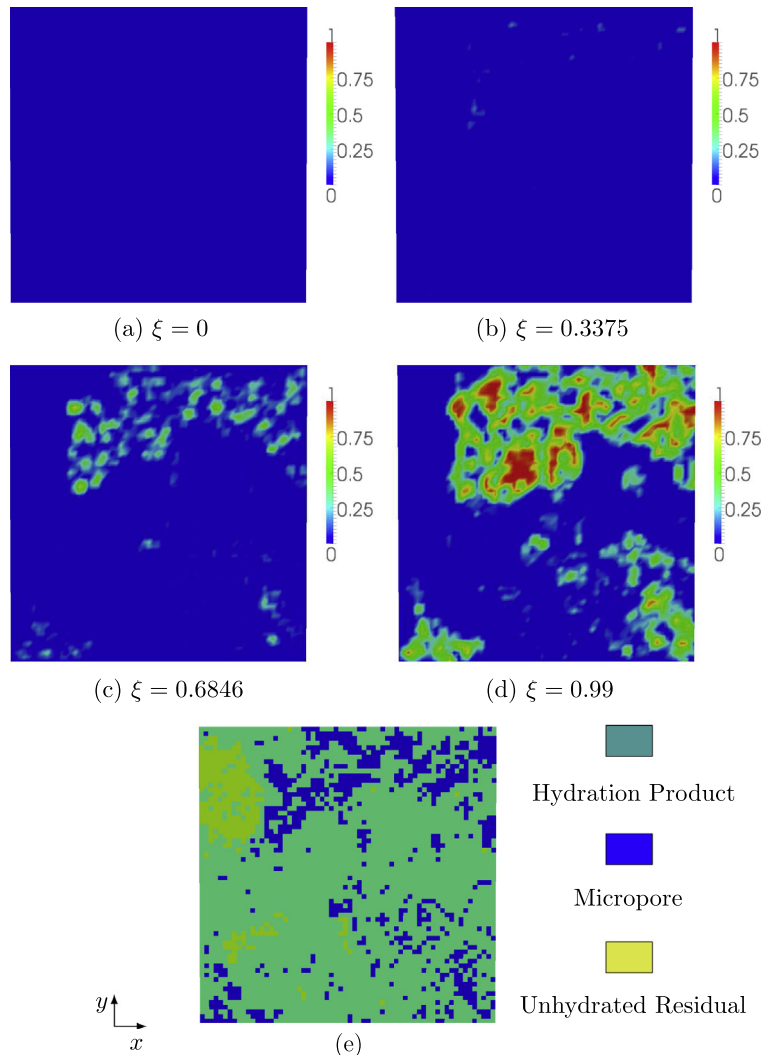 1
0.75
0.5
0.25
0
1
0.75
0.5
0.25
0
(a) ξ = 0
(b) ξ = 0.3375
1
0.75
0.5
0.25
0
1
0.75
0.5
0.25
0
(c) ξ = 0.6846
(d) ξ = 0.99
Hydration Product
Micropore
Unhydrated Residual
y
x
(e)